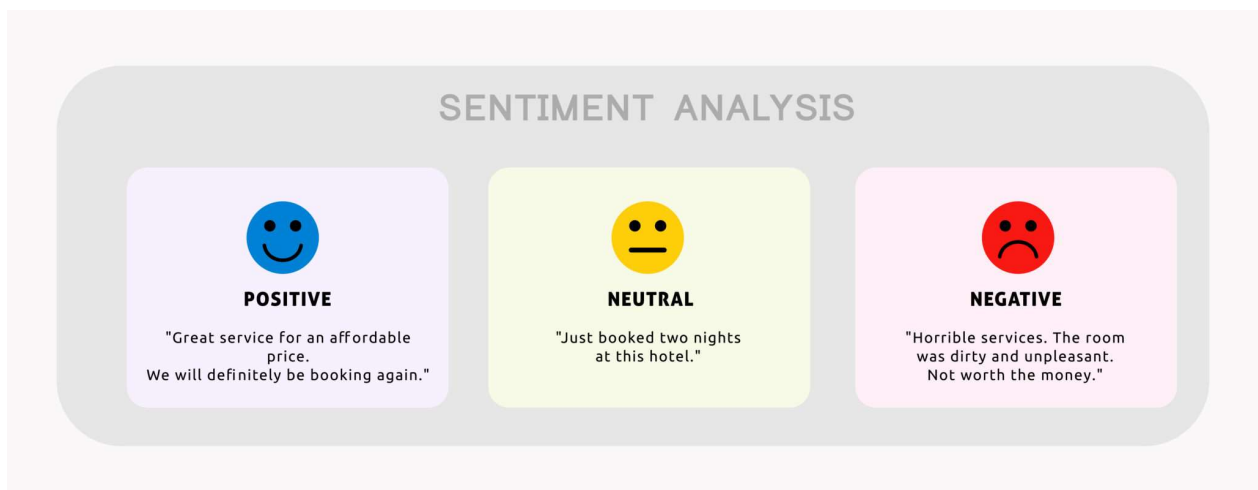 SENTIMENT ANALYSIS
POSITIVE
"Great service for an affordable
price.
We will definitely be booking again."
NEUTRAL
"Just booked two nights
at this hotel."
NEGATIVE
"Horrible services. The room
was dirty and unpleasant.
Not worth the money."